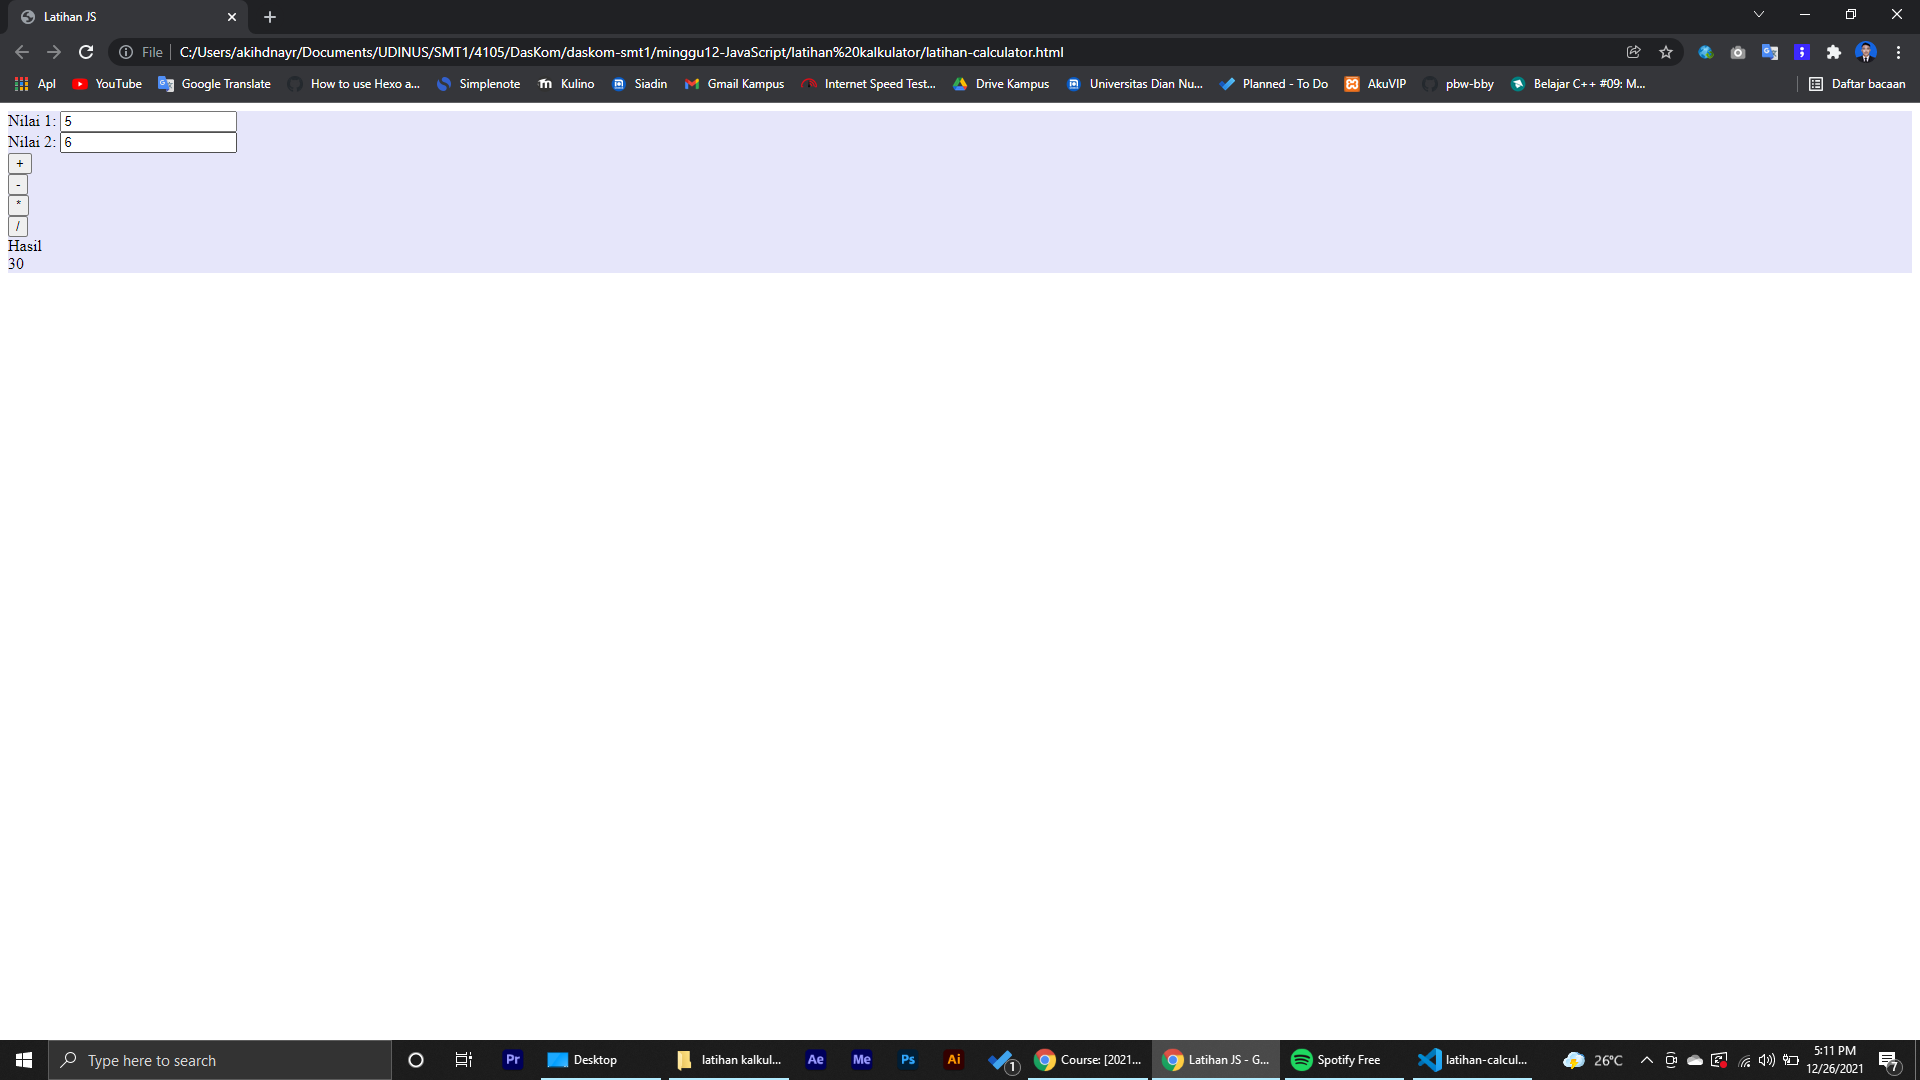 Latihan JS
File
C:/Users/akihdnayr/Documents/UDINUS/SMT1/4105/DasKom/daskom-smt1/minggu12-JavaScript/latihan%20kalkulator/latihan-calculator.html
Apl YouTube Google Translate How to use Hexo a... Simplenote Kulino Siadin Gmail Kampus Internet Speed Test... Drive Kampus Universitas Dian Nu... Planned - To Do AkuVIP pbw-bby Belajar C++ #09: M... Daftar bacaan
Nilai 1: 5
Nilai 2: 6
+
-
*
/
Hasil
30
Type here to search Pr Desktop latihan kalkul... Ae Me Ps Ai 1 Course: [2021... Latihan JS - G... Spotify Free latihan-calcul... 26°C
5:11 PM
12/26/2021
7